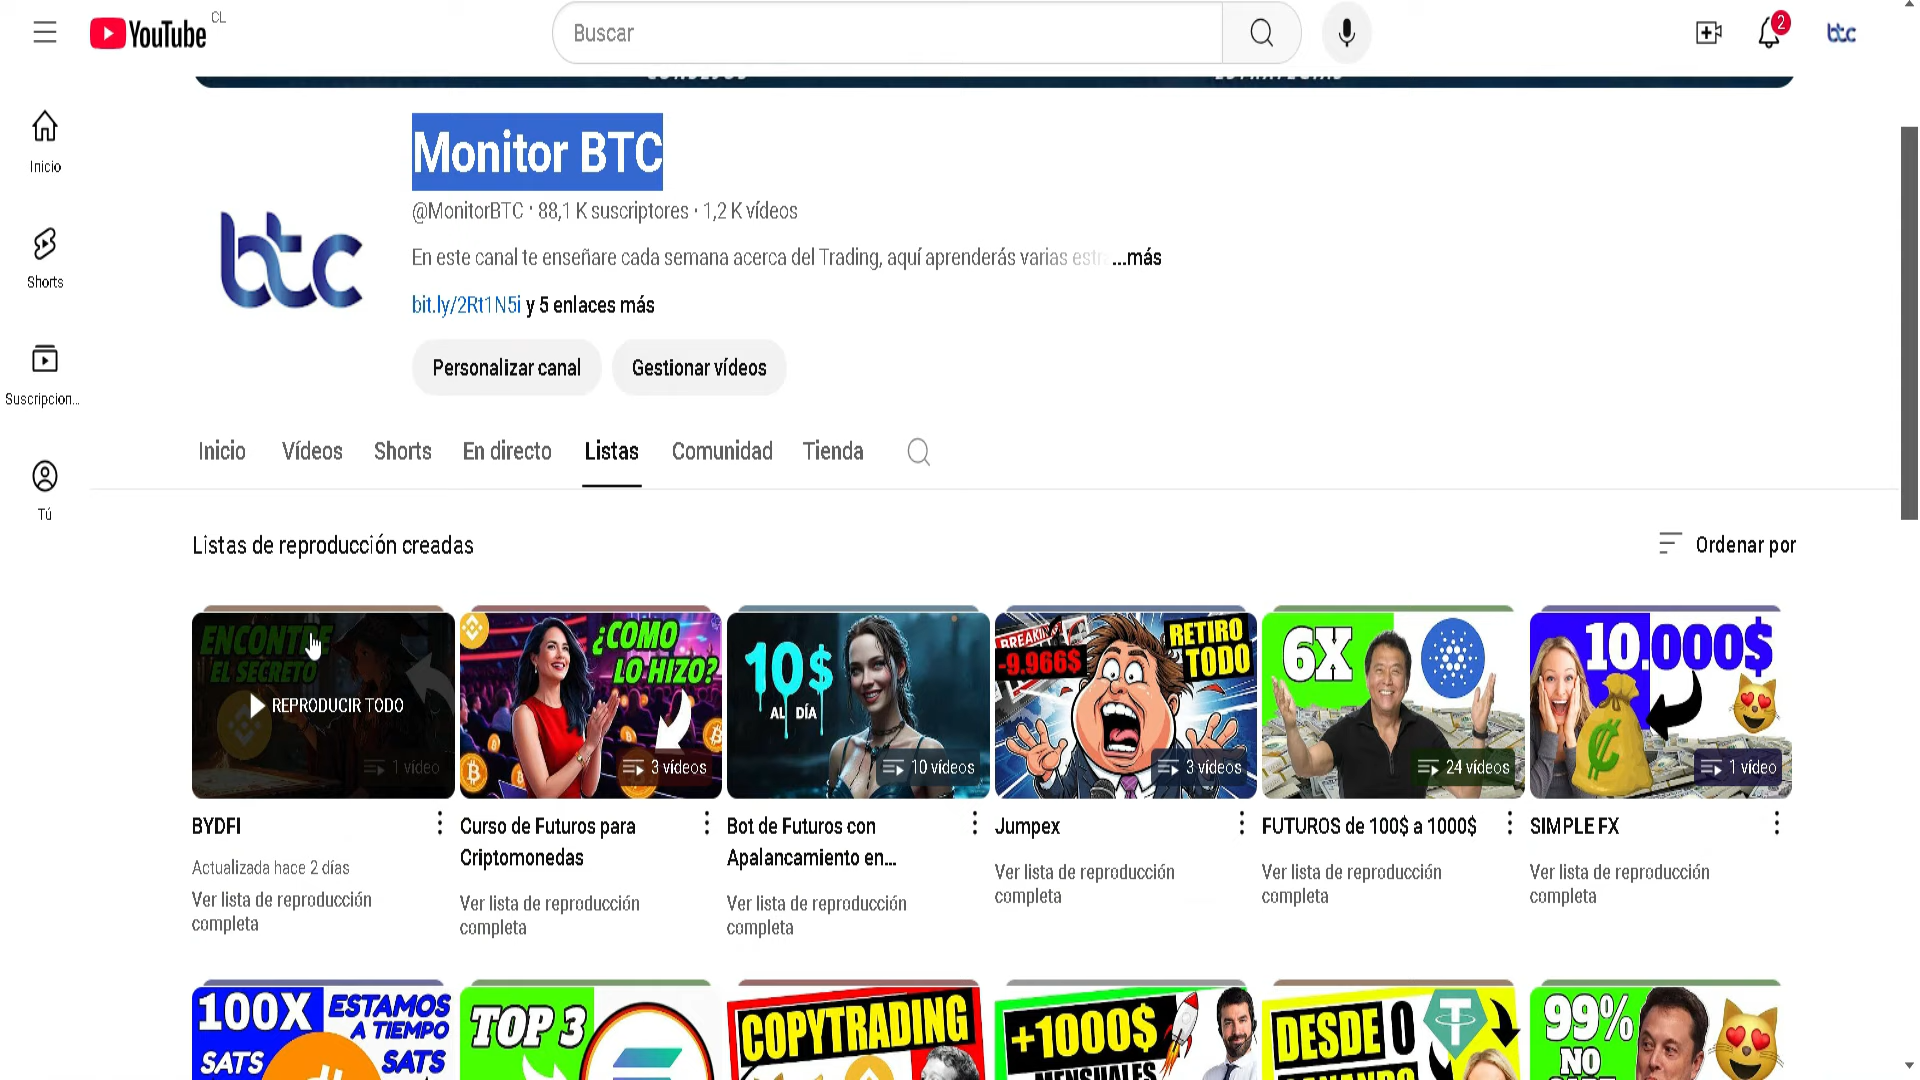 YouTube CL
Buscar
2
btc
Inicio
Shorts
Suscripcion...
Tú
Monitor BTC
@MonitorBTC • 88,1 K suscriptores • 1,2 K vídeos
btc
En este canal te enseñare cada semana acerca del Trading, aquí aprenderás varias estr ...más
bit.ly/2Rt1N5i y 5 enlaces más
Personalizar canal
Gestionar vídeos
Inicio Vídeos Shorts En directo Listas Comunidad Tienda
Listas de reproducción creadas
Ordenar por
ENCONTRE
EL SECRETO
REPRODUCIR TODO
1 vídeo
¿COMO
LO HIZO?
3 vídeos
10$
AL DÍA
10 vídeos
BREAKING
-9.966$
RETIRO
TODO
3 vídeos
6X
24 vídeos
10.000$
1 vídeo
BYDFI
Actualizada hace 2 días
Ver lista de reproducción
completa
Curso de Futuros para
Criptomonedas
Ver lista de reproducción
completa
Bot de Futuros con
Apalancamiento en...
Ver lista de reproducción
completa
Jumpex
Ver lista de reproducción
completa
FUTUROS de 100$ a 1000$
Ver lista de reproducción
completa
SIMPLE FX
Ver lista de reproducción
completa
100X ESTAMOS
A TIEMPO
SATS SATS
TOP 3
COPYTRADING
+1000$
MENSUALES
DESDE 0
99%
NO